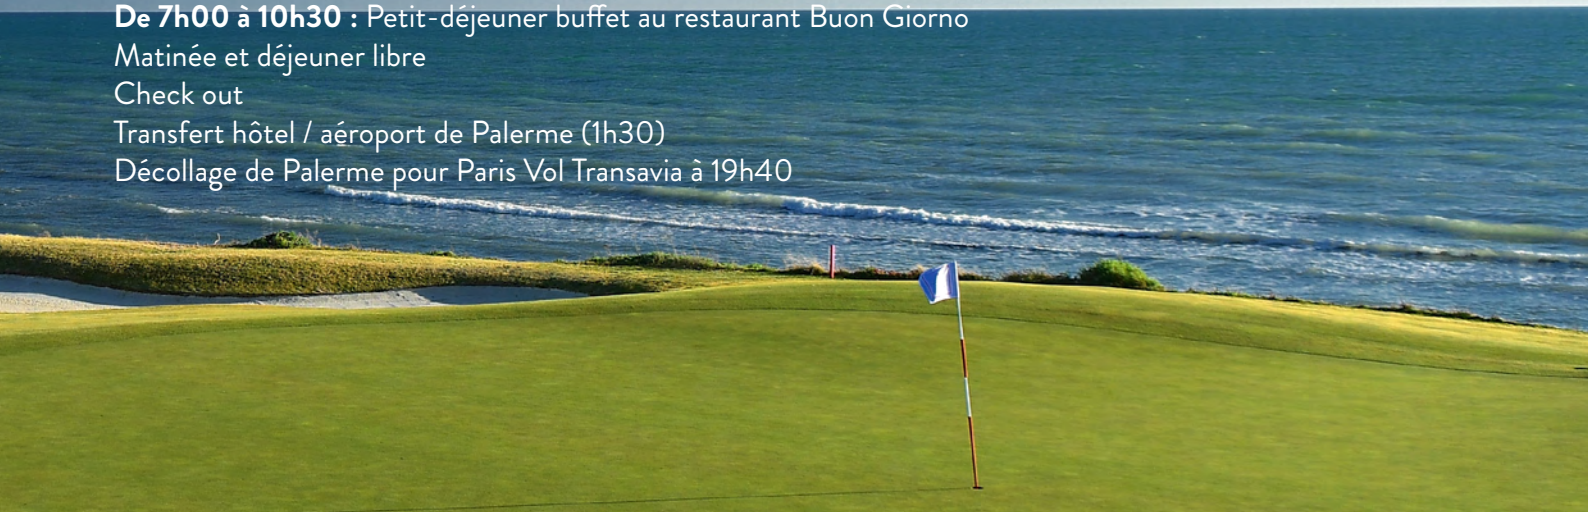 De 7h00 à 10h30 : Petit-déjeuner buffet au restaurant Buon Giorno
Matinée et déjeuner libre
Check out
Transfert hôtel / aéroport de Palerme (1h30)
Décollage de Palerme pour Paris Vol Transavia à 19h40